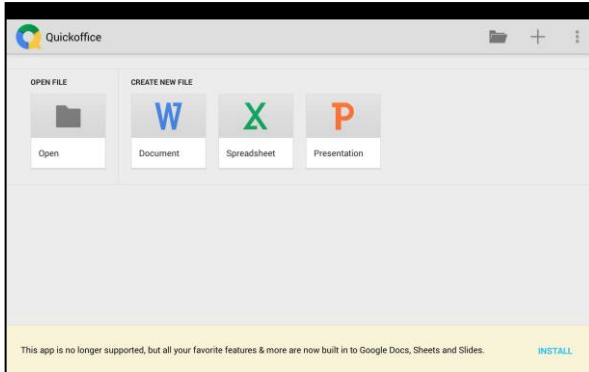 Quickoffice
OPEN FILE
CREATE NEW FILE
W
X
P
Open
Document
Spreadsheet
Presentation
This app is no longer supported, but all your favorite features & more are now built in to Google Docs, Sheets and Slides.
INSTALL